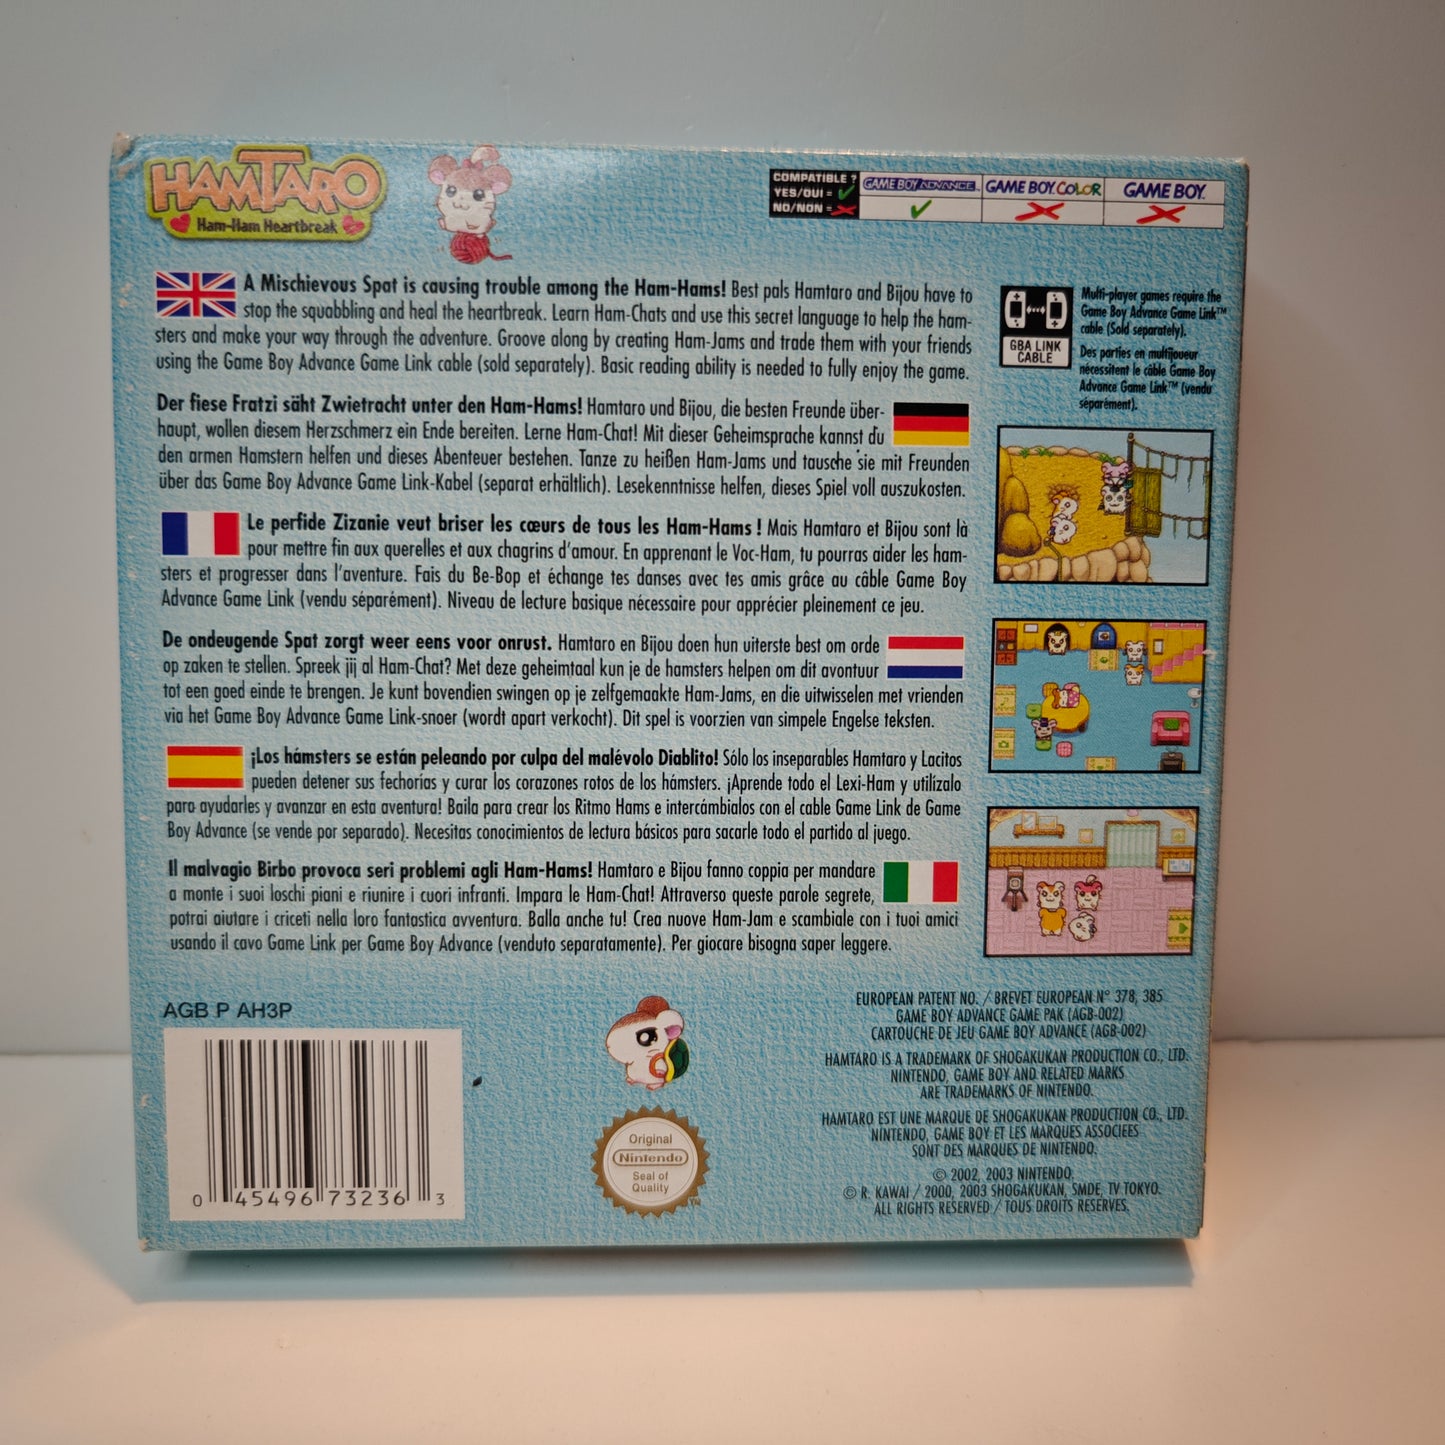 HAMTARO
Ham-Ham Heartbreak
COMPATIBLE ?
YES/OUI =
NO/NON =
GAME BOY ADVANCE
GAME BOY COLOR
GAME BOY
A Mischievous Spat is causing trouble among the Ham-Hams! Best pals Hamtaro and Bijou have to
stop the squabbling and heal the heartbreak. Learn Ham-Chats and use this secret language to help the ham-
sters and make your way through the adventure. Groove along by creating Ham-Jams and trade them with your friends
using the Game Boy Advance Game Link cable (sold separately). Basic reading ability is needed to fully enjoy the game.
Der fiese Fratzi säht Zwietracht unter den Ham-Hams! Hamtaro und Bijou, die besten Freunde über-
haupt, wollen diesem Herzschmerz ein Ende bereiten. Lerne Ham-Chat! Mit dieser Geheimsprache kannst du
den armen Hamstern helfen und dieses Abenteuer bestehen. Tanze zu heißen Ham-Jams und tausche sie mit Freunden
über das Game Boy Advance Game Link-Kabel (separat erhältlich). Lesekenntnisse helfen, dieses Spiel voll auszukosten.
Le perfide Zizanie veut briser les cœurs de tous les Ham-Hams ! Mais Hamtaro et Bijou sont là
pour mettre fin aux querelles et aux chagrins d'amour. En apprenant le Voc-Ham, tu pourras aider les ham-
sters et progresser dans l'aventure. Fais du Be-Bop et échange tes danses avec tes amis grâce au câble Game Boy
Advance Game Link (vendu séparément). Niveau de lecture basique nécessaire pour apprécier pleinement ce jeu.
De ondeugende Spat zorgt weer eens voor onrust. Hamtaro en Bijou doen hun uiterste best om orde
op zaken te stellen. Spreek jij al Ham-Chat? Met deze geheimtaal kun je de hamsters helpen om dit avontuur
tot een goed einde te brengen. Je kunt bovendien swingen op je zelfgemaakte Ham-Jams, en die uitwisselen met vrienden
via het Game Boy Advance Game Link-snoer (wordt apart verkocht). Dit spel is voorzien van simpele Engelse teksten.
¡Los hámsters se están peleando por culpa del malévolo Diablito! Sólo los inseparables Hamtaro y Lacitos
pueden detener sus fechorías y curar los corazones rotos de los hámsters. ¡Aprende todo el Lexi-Ham y utilízalo
para ayudarles y avanzar en esta aventura! Baila para crear los Ritmo Hams e intercámbialos con el cable Game Link de Game
Boy Advance (se vende por separado). Necesitas conocimientos de lectura básicos para sacarle todo el partido al juego.
Il malvagio Birbo provoca seri problemi agli Ham-Hams! Hamtaro e Bijou fanno coppia per mandare
a monte i suoi loschi piani e riunire i cuori infranti. Impara le Ham-Chat! Attraverso queste parole segrete,
potrai aiutare i criceti nella loro fantastica avventura. Balla anche tu! Crea nuove Ham-Jam e scambiale con i tuoi amici
usando il cavo Game Link per Game Boy Advance (venduto separatamente). Per giocare bisogna saper leggere.
GBA LINK
CABLE
Multi-player games require the
Game Boy Advance Game Link™
cable (Sold separately).
Des parties en multijoueur
nécessitent le câble Game Boy
Advance Game Link™ (vendu
séparément).
AGB P AH3P
0 45496 73236 3
Original
Nintendo
Seal of
Quality
TM
EUROPEAN PATENT NO. / BREVET EUROPEAN N° 378, 385
GAME BOY ADVANCE GAME PAK (AGB-002)
CARTOUCHE DE JEU GAME BOY ADVANCE (AGB-002)
HAMTARO IS A TRADEMARK OF SHOGAKUKAN PRODUCTION CO., LTD.
NINTENDO, GAME BOY AND RELATED MARKS
ARE TRADEMARKS OF NINTENDO.
HAMTARO EST UNE MARQUE DE SHOGAKUKAN PRODUCTION CO., LTD.
NINTENDO, GAME BOY ET LES MARQUES ASSOCIEES
SONT DES MARQUES DE NINTENDO.
© 2002, 2003 NINTENDO.
© R. KAWAI / 2000, 2003 SHOGAKUKAN, SMDE, TV TOKYO.
ALL RIGHTS RESERVED / TOUS DROITS RESERVES.